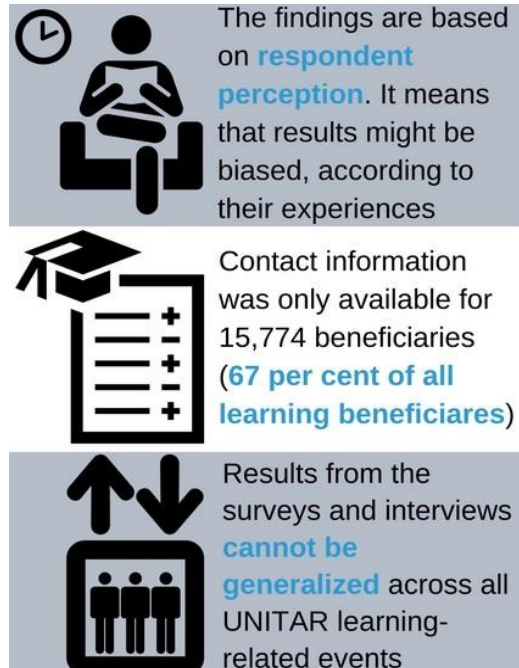 The findings are based
on respondent
perception. It means
that results might be
biased, according to
their experiences
Contact information
was only available for
15,774 beneficiaries
(67 per cent of all
learning beneficiares)
Results from the
surveys and interviews
cannot be
generalized across all
UNITAR learning-
related events